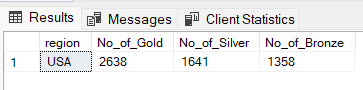 Results Messages Client Statistics
region No_of_Gold No_of_Silver No_of_Bronze
1 USA 2638 1641 1358